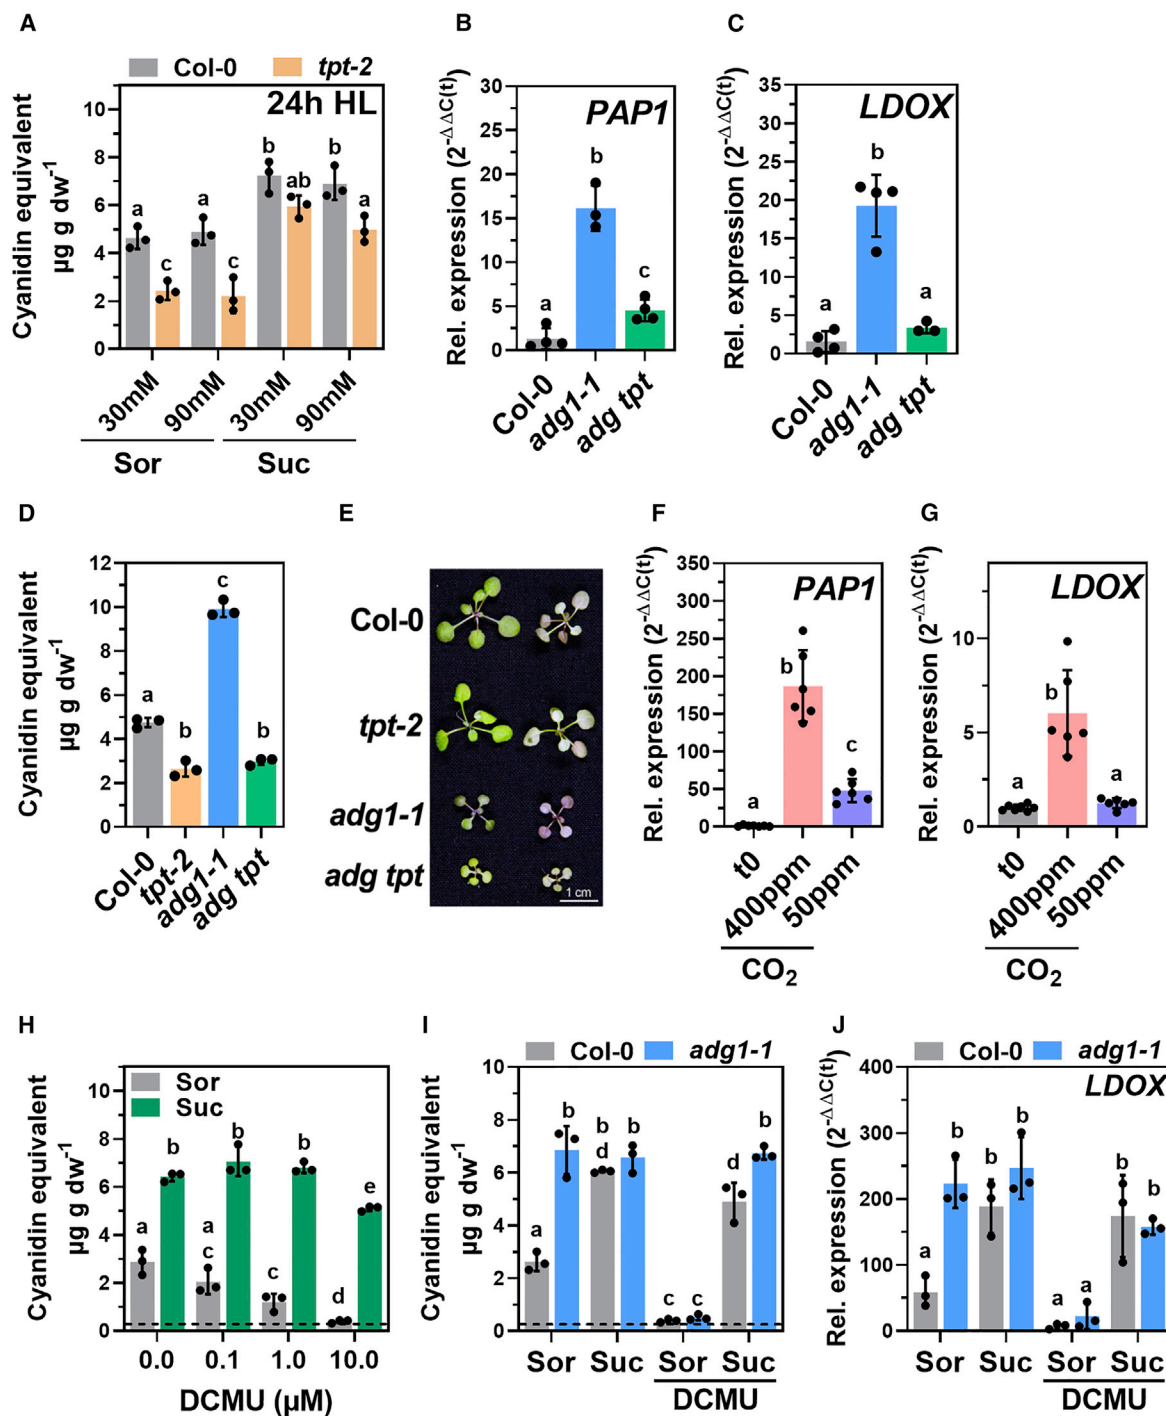 A
Col-0 tpt-2
24h HL
Cyanidin equivalent
µg g dw-1
10
8
6
4
2
0
a
c
a
c
b
ab
b
a
30mM
90mM
30mM
90mM
Sor
Suc
B
PAP1
Rel. expression (2-ΔΔC(t))
30
25
20
15
10
5
0
a
b
c
Col-0
adg1-1
adg tpt
C
LDOX
Rel. expression (2-ΔΔC(t))
35
30
25
20
15
10
5
0
a
b
a
Col-0
adg1-1
adg tpt
D
Cyanidin equivalent
µg g dw-1
12
10
8
6
4
2
0
a
b
c
b
Col-0
tpt-2
adg1-1
adg tpt
E
Col-0
tpt-2
adg1-1
adg tpt
1 cm
F
PAP1
Rel. expression (2-ΔΔC(t))
350
300
250
200
150
100
50
0
a
b
c
t0
400ppm
50ppm
CO2
G
LDOX
Rel. expression (2-ΔΔC(t))
10
5
0
a
b
a
t0
400ppm
50ppm
CO2
H
Sor
Suc
Cyanidin equivalent
µg g dw-1
10
8
6
4
2
0
a
b
a
c
b
c
b
d
e
0.0
0.1
1.0
10.0
DCMU (µM)
I
Col-0 adg1-1
Cyanidin equivalent
µg g dw-1
10
8
6
4
2
0
a
b
b
d
b
c
c
d
b
Sor
Suc
Sor
Suc
DCMU
J
Col-0 adg1-1
LDOX
Rel. expression (2-ΔΔC(t))
400
300
200
100
0
a
b
b
b
a
a
b
b
Sor
Suc
Sor
Suc
DCMU